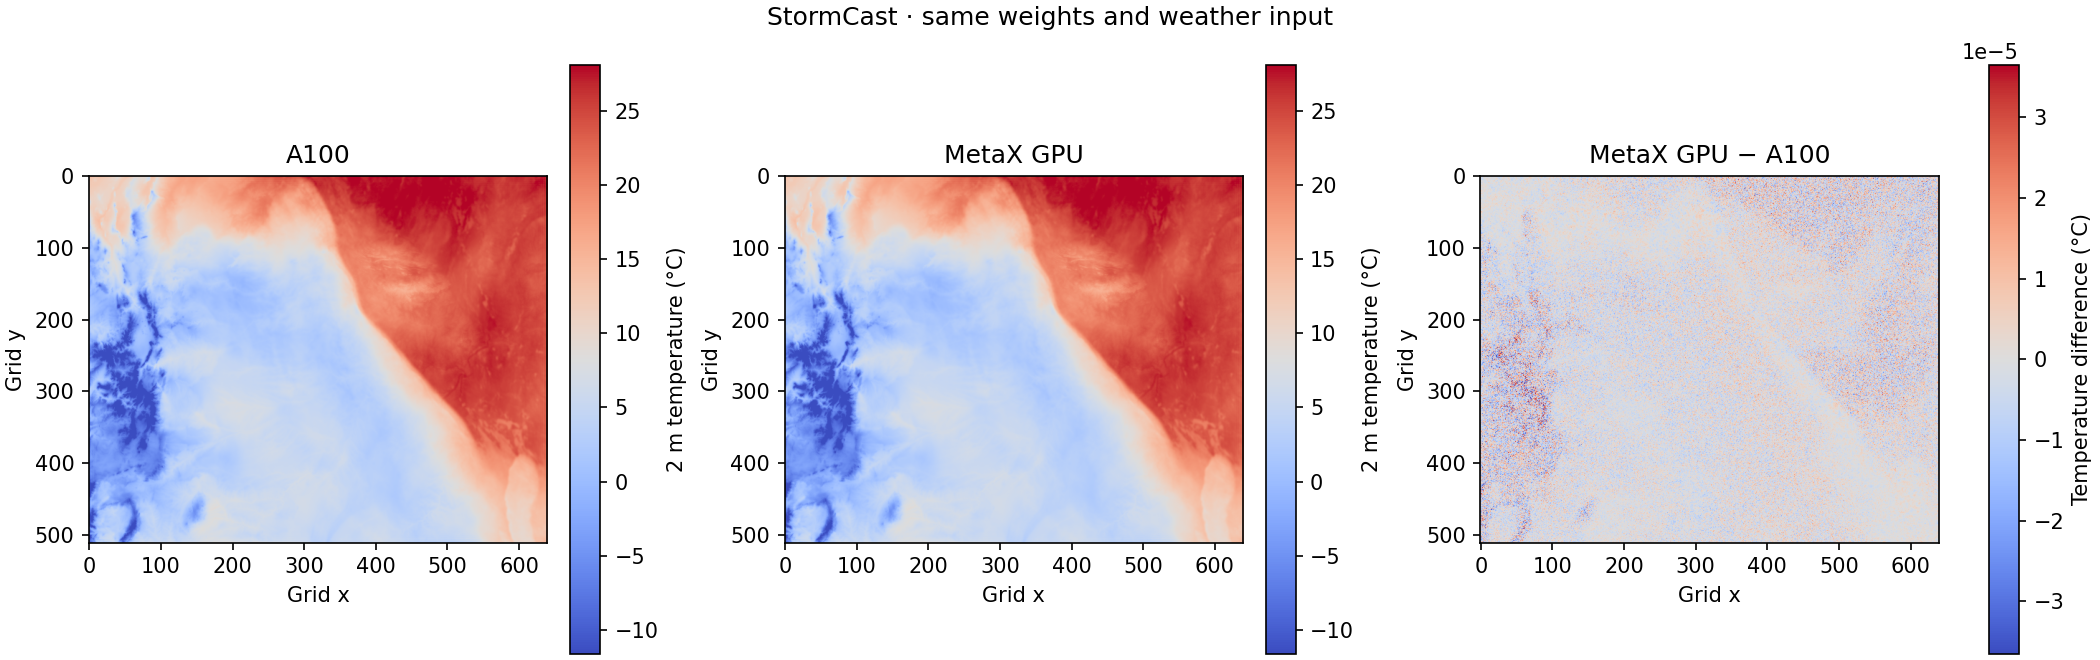 StormCast · same weights and weather input
A100
0
100
200
300
400
500
Grid y
0 100 200 300 400 500 600
Grid x
25
20
15
10
5
0
−5
−10
2 m temperature (°C)
MetaX GPU
0
100
200
300
400
500
Grid y
0 100 200 300 400 500 600
Grid x
25
20
15
10
5
0
−5
−10
2 m temperature (°C)
MetaX GPU − A100
0
100
200
300
400
500
Grid y
0 100 200 300 400 500 600
Grid x
1e−5
3
2
1
0
−1
−2
−3
Temperature difference (°C)